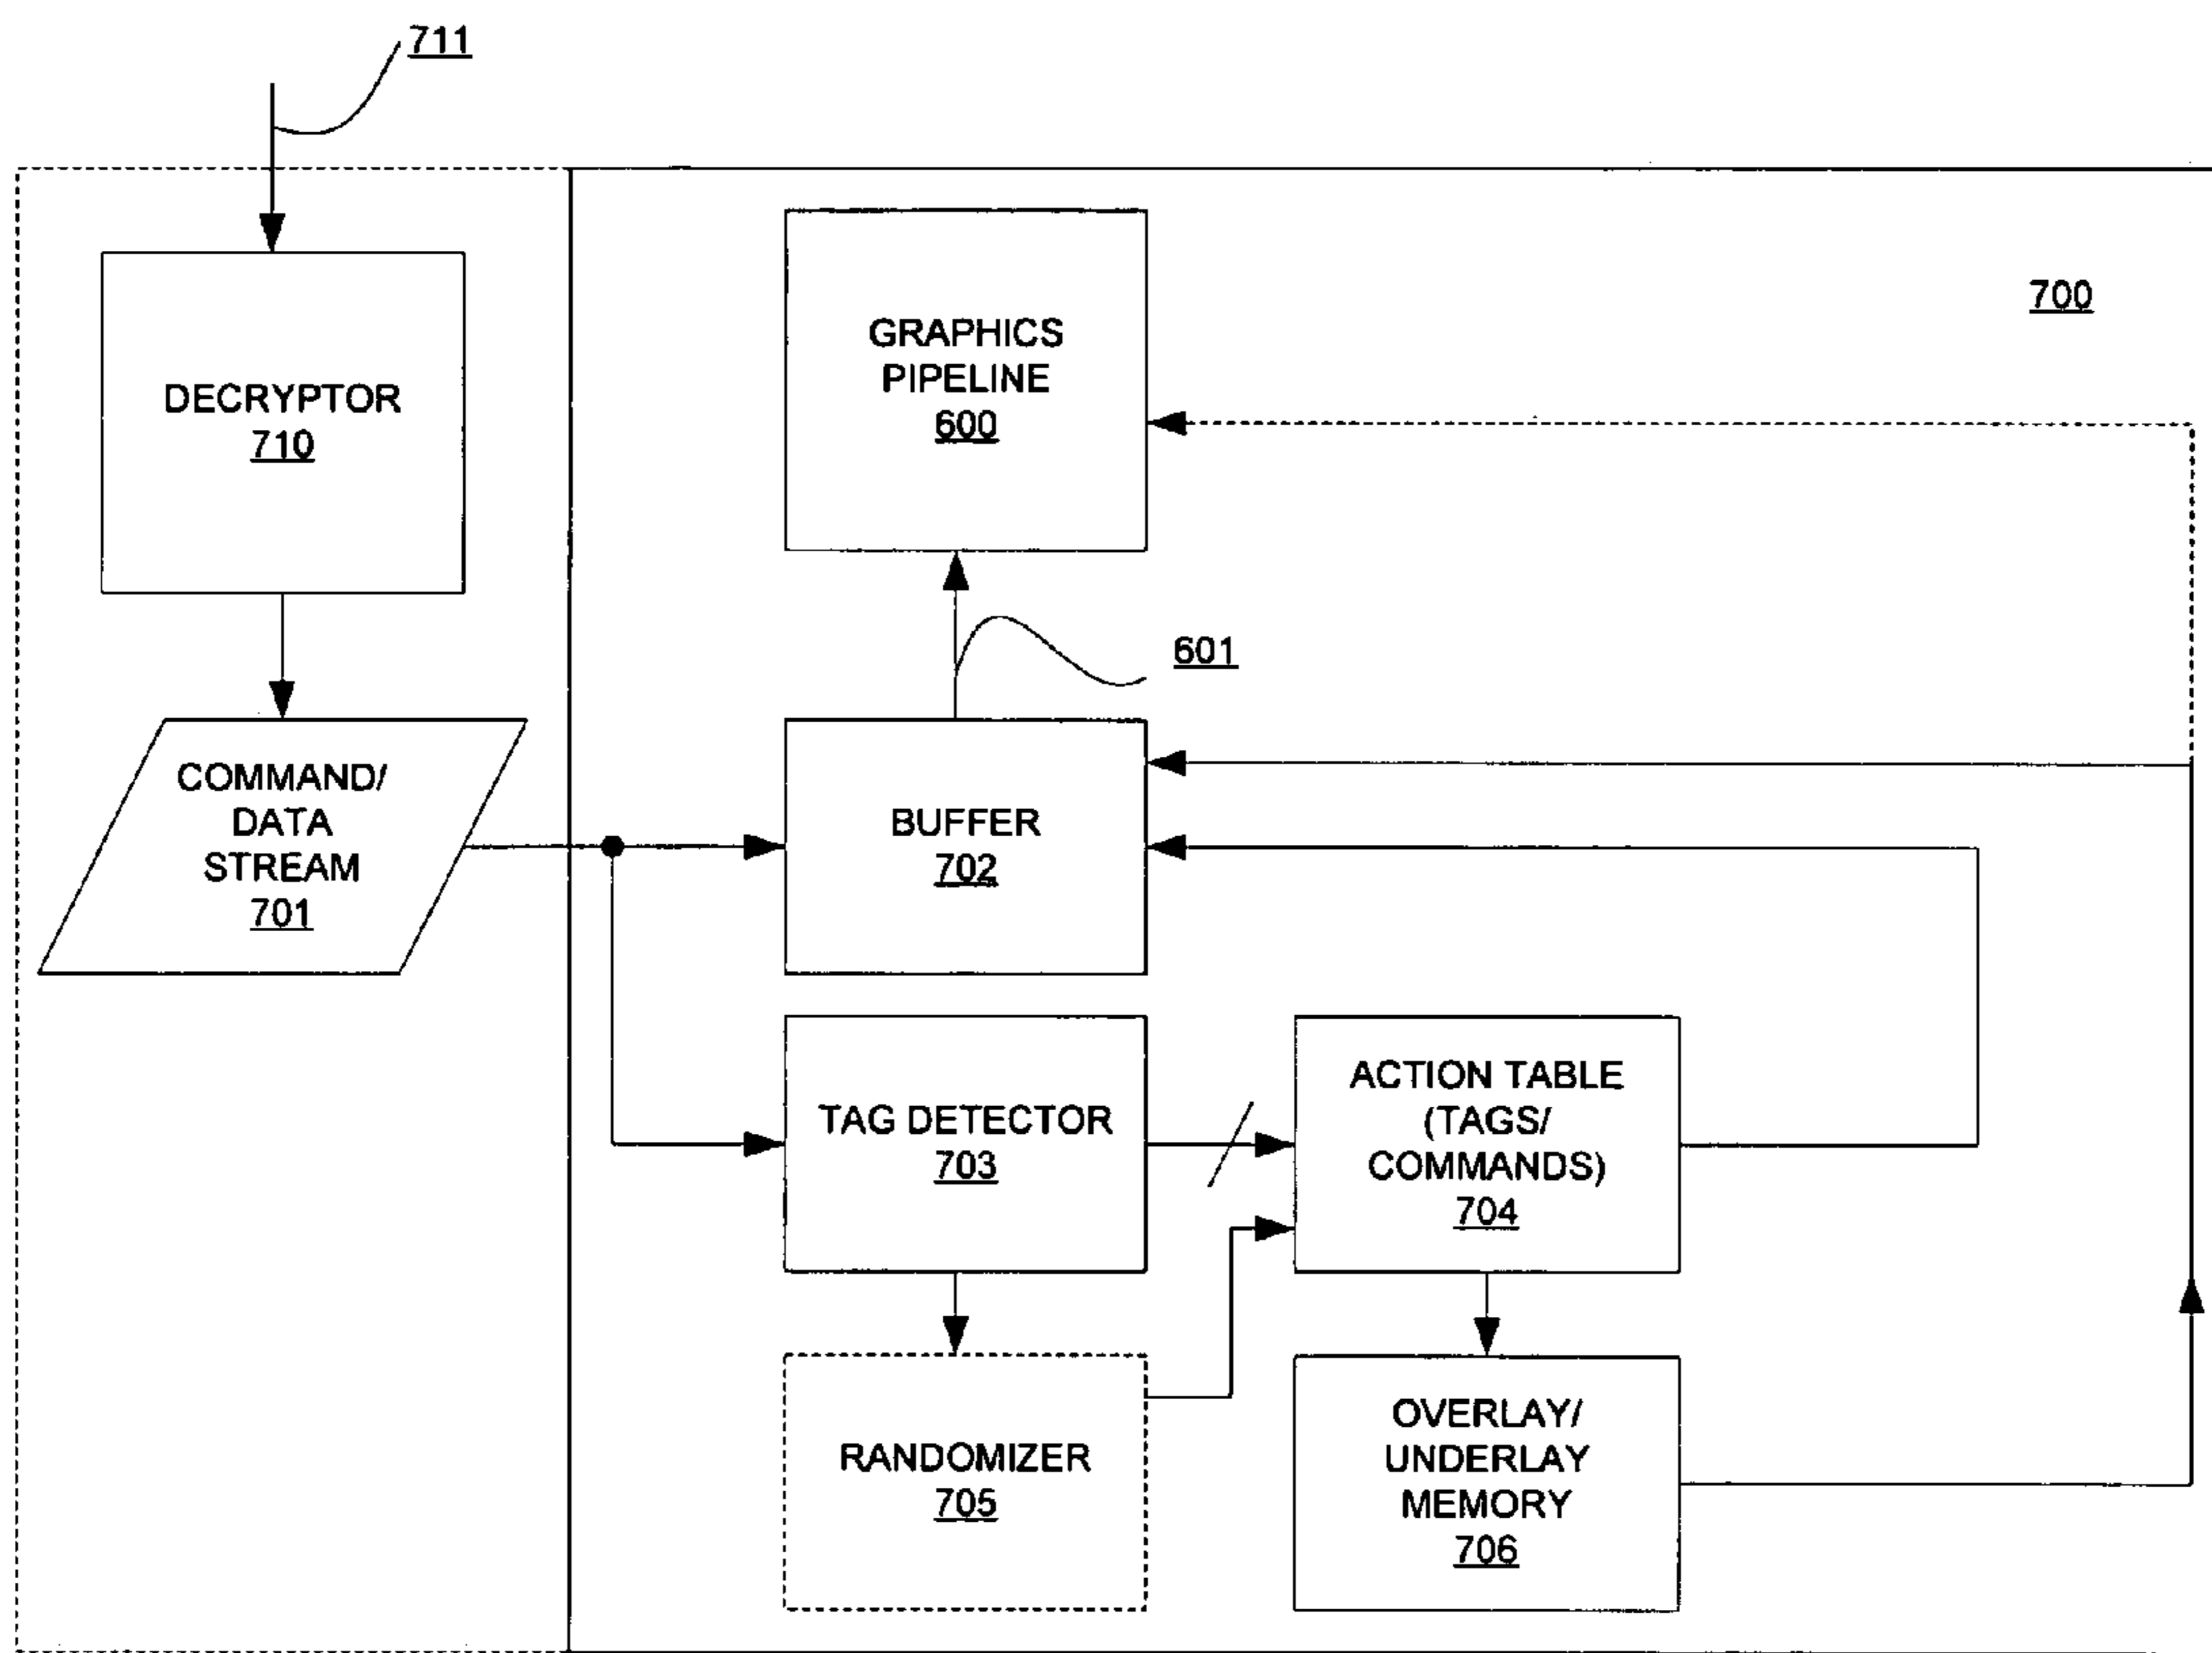 711
DECRYPTOR
710
GRAPHICS
PIPELINE
600
700
601
COMMAND/
DATA
STREAM
701
BUFFER
702
TAG DETECTOR
703
ACTION TABLE
(TAGS/
COMMANDS)
704
RANDOMIZER
705
OVERLAY/
UNDERLAY
MEMORY
706